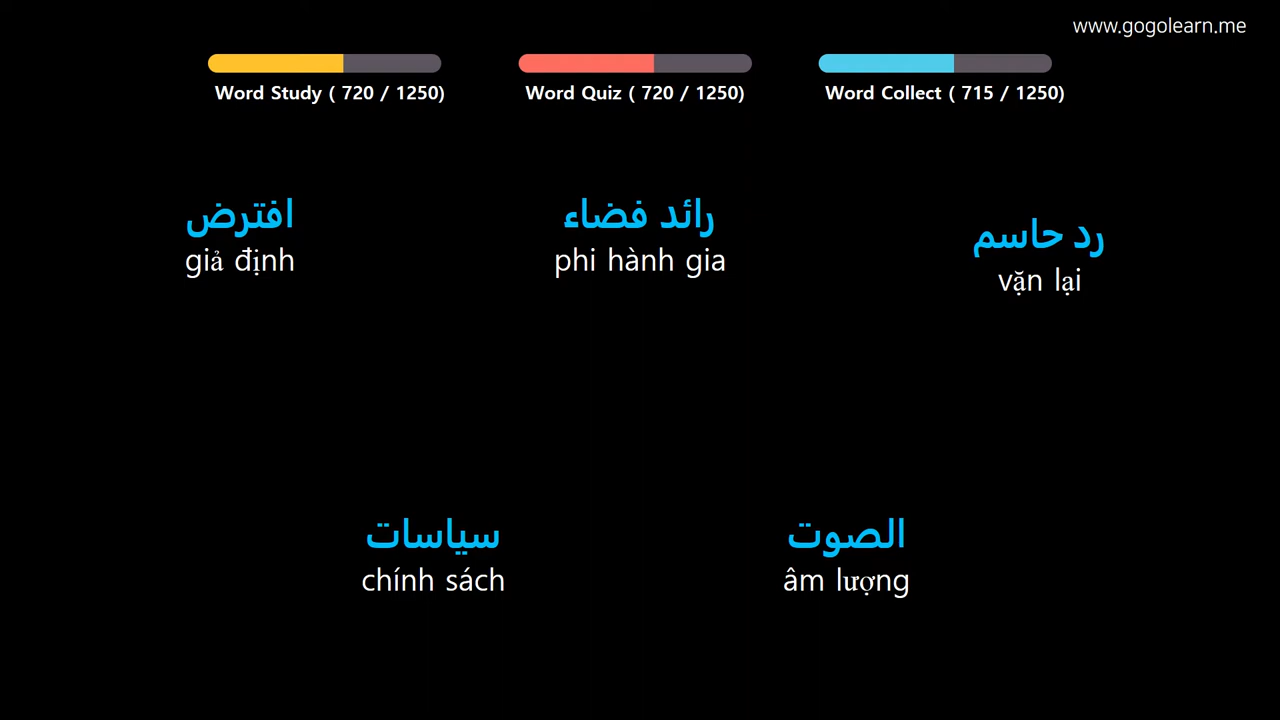 www.gogolearn.me
Word Study ( 720 / 1250)
Word Quiz ( 720 / 1250)
Word Collect ( 715 / 1250)
افترض
giả định
رائد فضاء
phi hành gia
رد حاسم
vặn lại
سياسات
chính sách
الصوت
âm lượng